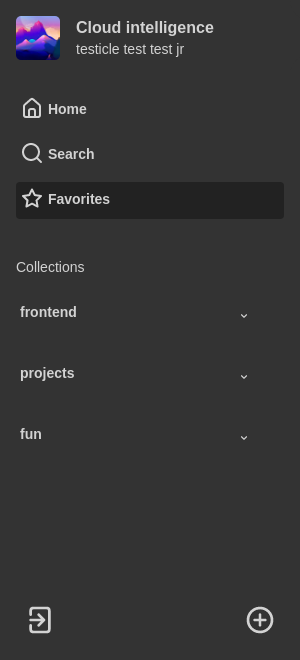 Cloud intelligence
testicle test test jr
Home
Search
Favorites
Collections
frontend
projects
fun